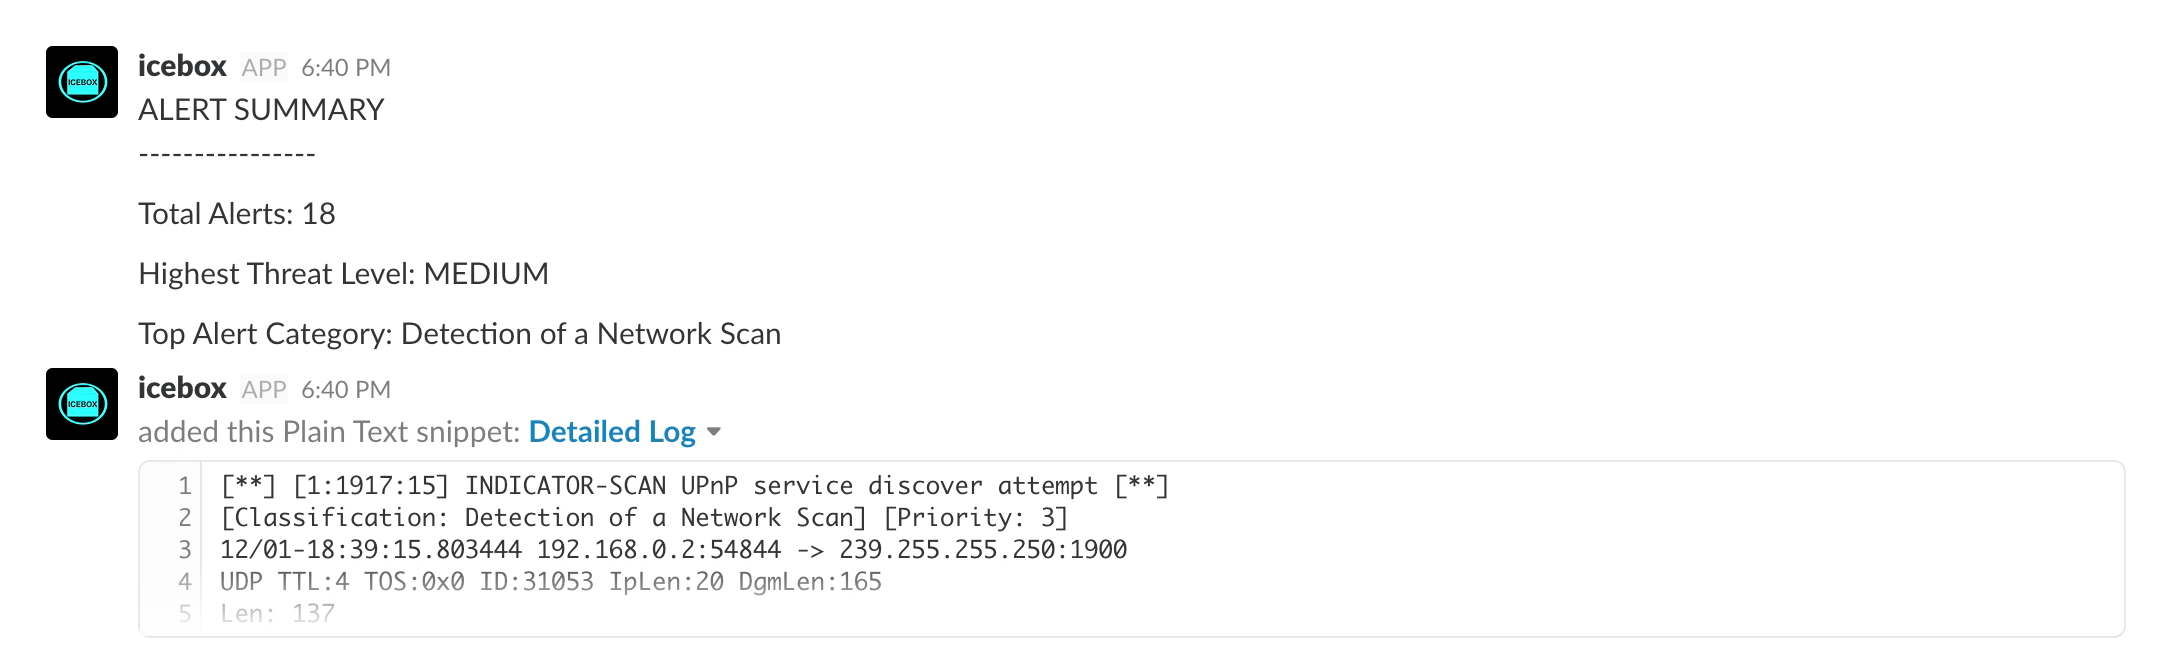 icebox APP 6:40 PM
ICEBOX
ALERT SUMMARY
----------------
Total Alerts: 18
Highest Threat Level: MEDIUM
Top Alert Category: Detection of a Network Scan
icebox APP 6:40 PM
ICEBOX
added this Plain Text snippet: Detailed Log
1 [**] [1:1917:15] INDICATOR-SCAN UPnP service discover attempt [**]
2 [Classification: Detection of a Network Scan] [Priority: 3]
3 12/01-18:39:15.803444 192.168.0.2:54844 -> 239.255.255.250:1900
4 UDP TTL:4 TOS:0x0 ID:31053 IpLen:20 DgmLen:165
5 Len: 137